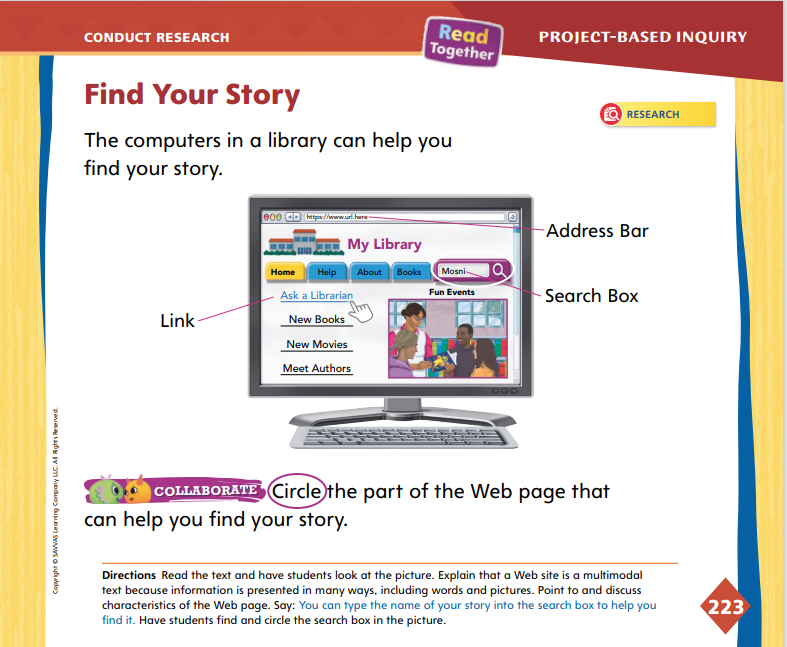 CONDUCT RESEARCH
Read
Together
PROJECT-BASED INQUIRY
Find Your Story
RESEARCH
The computers in a library can help you
find your story.
https://www.url.here
Address Bar
My Library
Home
Help
About
Books
Mosni
Search Box
Ask a Librarian
Fun Events
Link
New Books
New Movies
Meet Authors
COLLABORATE Circle the part of the Web page that
can help you find your story.
Directions Read the text and have students look at the picture. Explain that a Web site is a multimodal
text because information is presented in many ways, including words and pictures. Point to and discuss
characteristics of the Web page. Say: You can type the name of your story into the search box to help you
find it. Have students find and circle the search box in the picture.
223
Copyright © SAVVAS Learning Company LLC. All Rights Reserved.